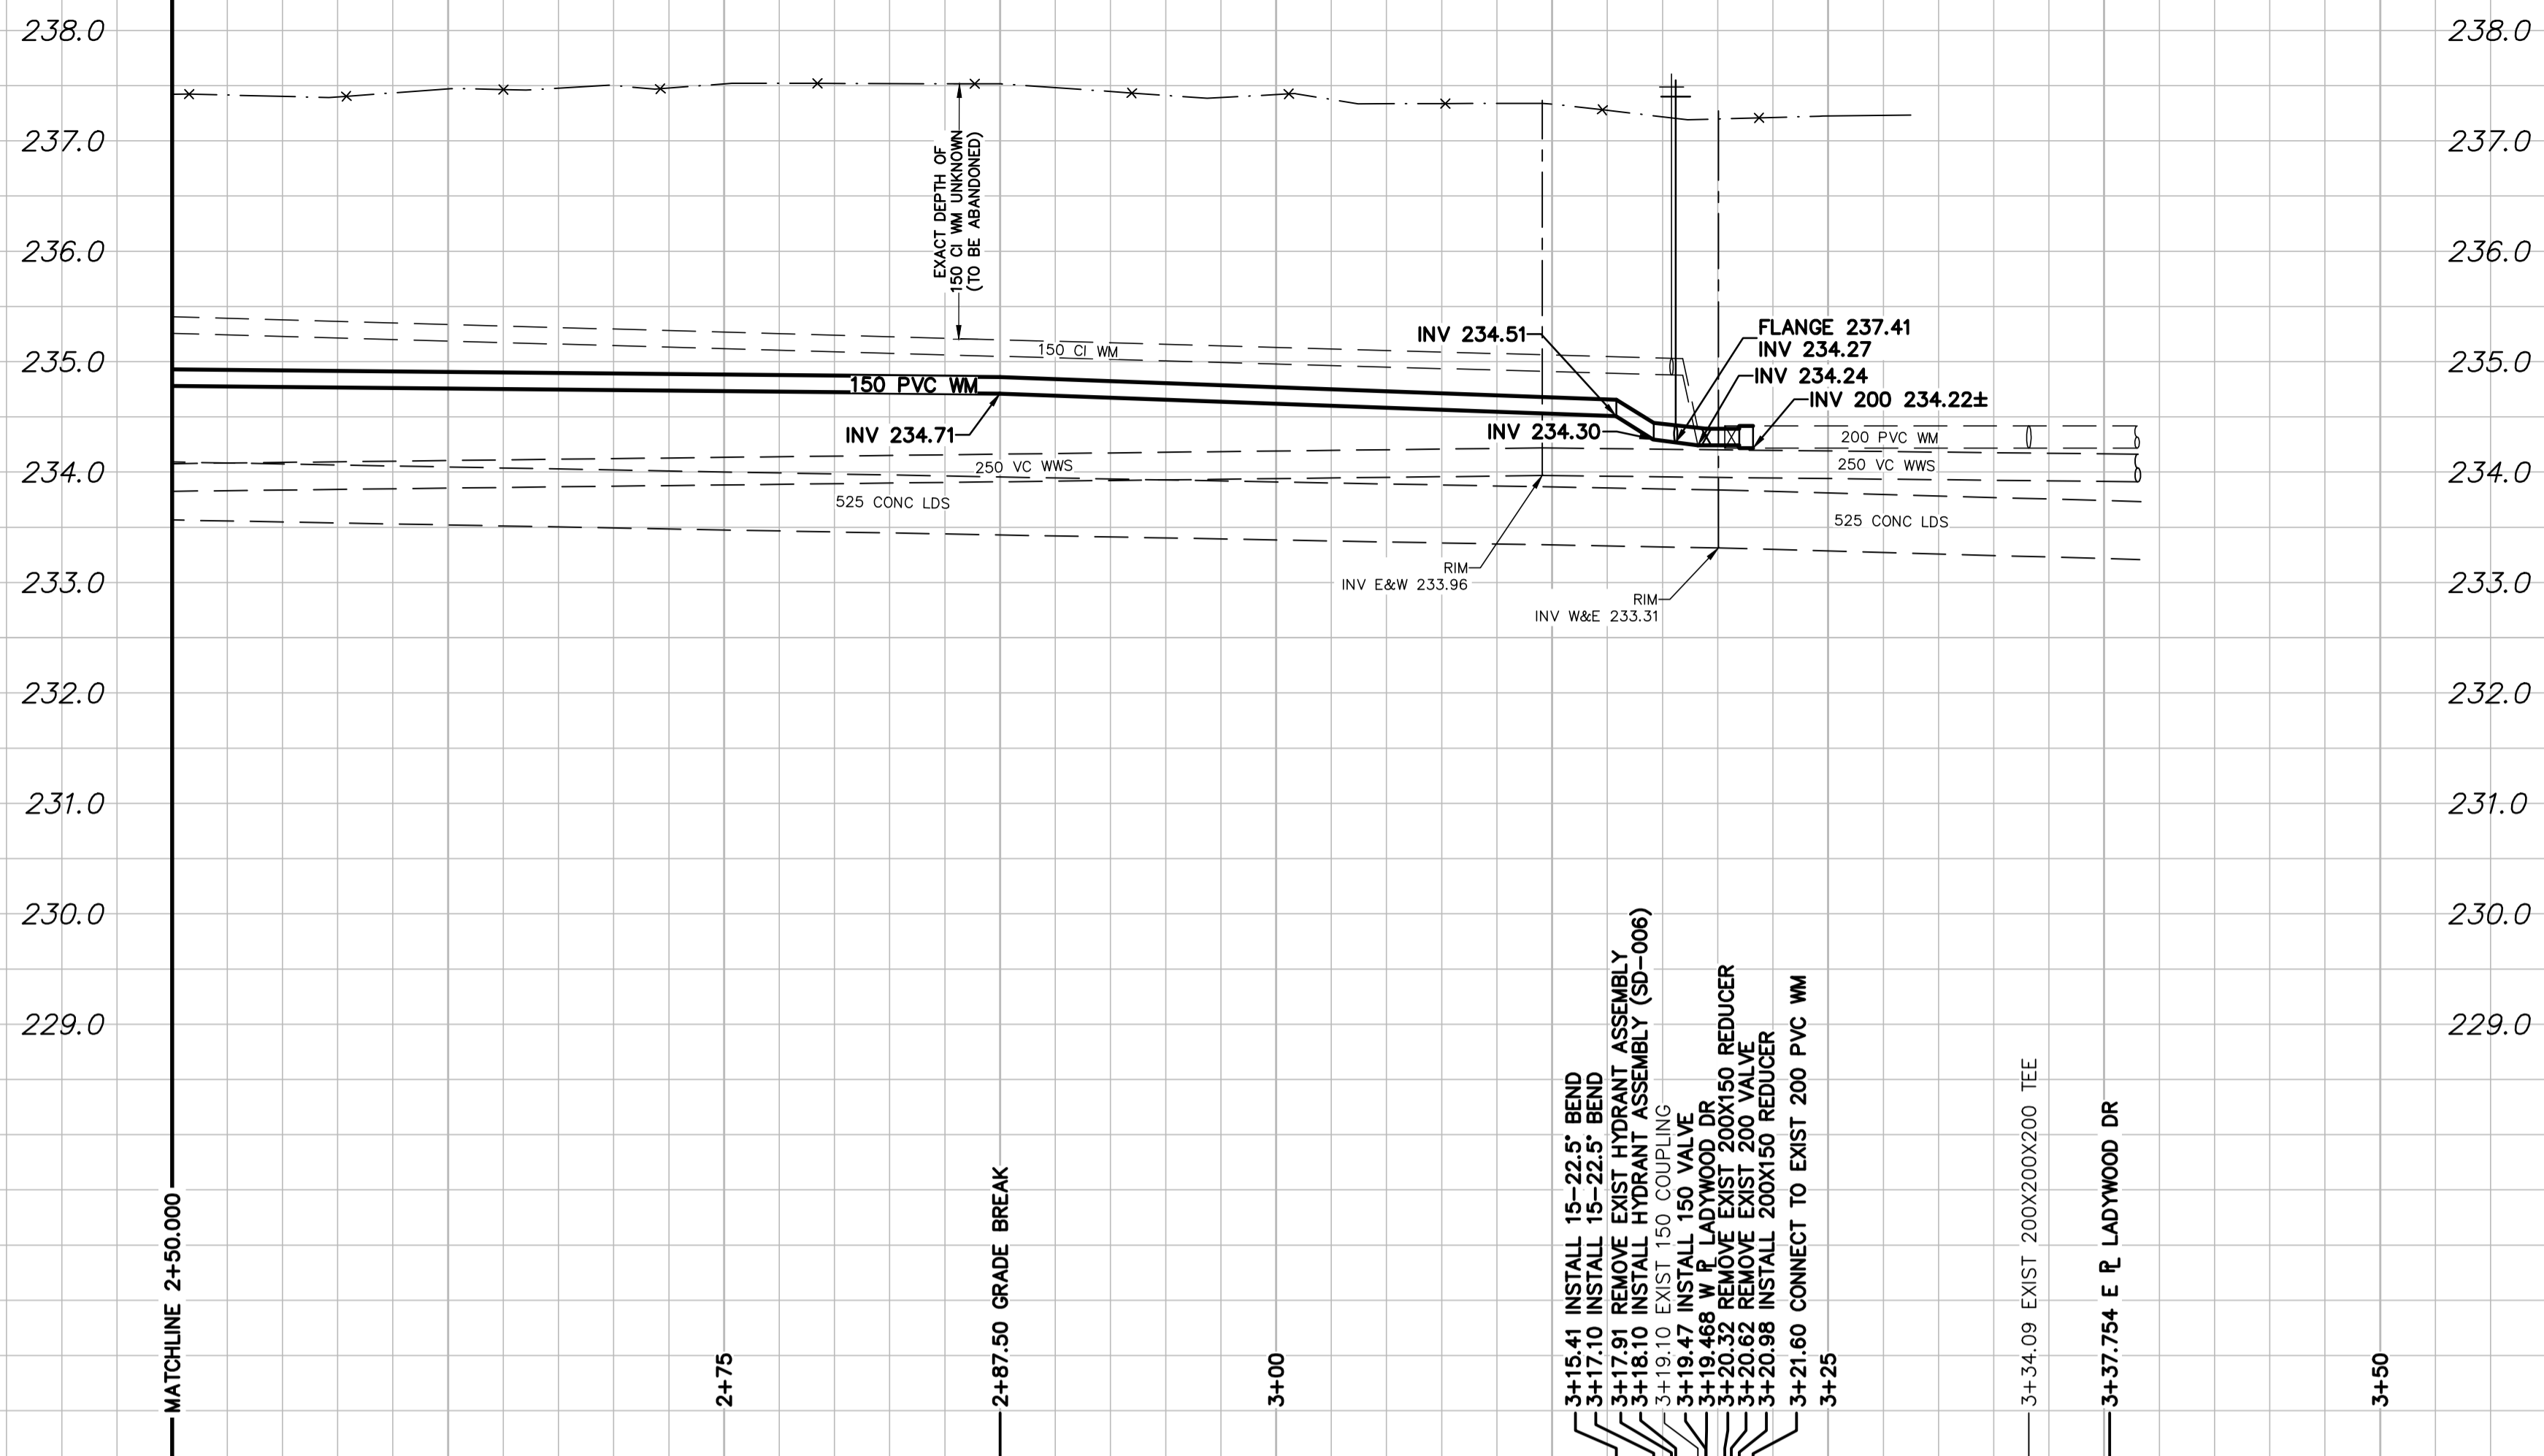 238.0
238.0
237.0
237.0
236.0
236.0
235.0
235.0
234.0
234.0
233.0
233.0
232.0
232.0
231.0
231.0
230.0
230.0
229.0
229.0
EXACT DEPTH OF
150 CI WM UNKNOWN
(TO BE ABANDONED)
150 CI WM
150 PVC WM
INV 234.71
250 VC WWS
525 CONC LDS
INV 234.51
INV 234.30
FLANGE 237.41
INV 234.27
INV 234.24
INV 200 234.22±
200 PVC WM
250 VC WWS
525 CONC LDS
RIM
INV E&W 233.96
RIM
INV W&E 233.31
MATCHLINE 2+50.000
2+75
2+87.50 GRADE BREAK
3+00
3+15.41 INSTALL 15-22.5° BEND
3+17.10 INSTALL 15-22.5° BEND
3+17.91 REMOVE EXIST HYDRANT ASSEMBLY
3+18.10 INSTALL HYDRANT ASSEMBLY (SD-006)
3+19.10 EXIST 150 COUPLING
3+19.47 INSTALL 150 VALVE
3+19.468 W PL LADYWOOD DR
3+20.32 REMOVE EXIST 200X150 REDUCER
3+20.62 REMOVE EXIST 200 VALVE
3+20.98 INSTALL 200X150 REDUCER
3+21.60 CONNECT TO EXIST 200 PVC WM
3+25
3+34.09 EXIST 200X200X200 TEE
3+37.754 E PL LADYWOOD DR
3+50